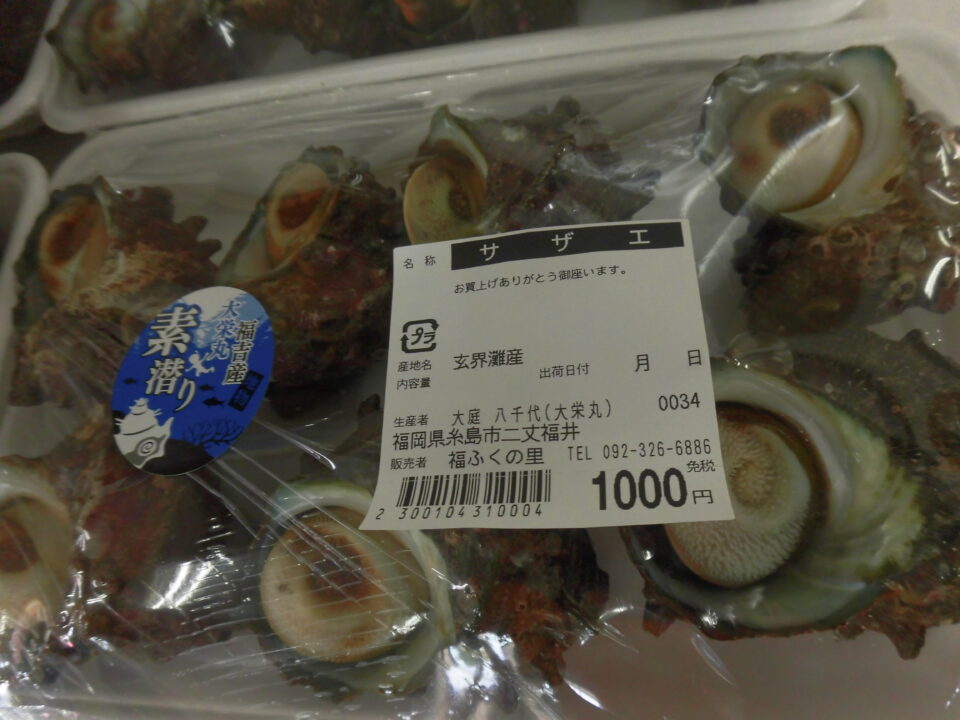 名称 サザエ
お買上げありがとう御座います。
プラ
産地名 玄界灘産
内容量 出荷日付 月 日
生産者 大庭 八千代(大栄丸) 0034
福岡県糸島市二丈福井
販売者 福ふくの里 TEL 092-326-6886
免税
1000円
2 300104 310004
福吉産
大栄丸
素潜り